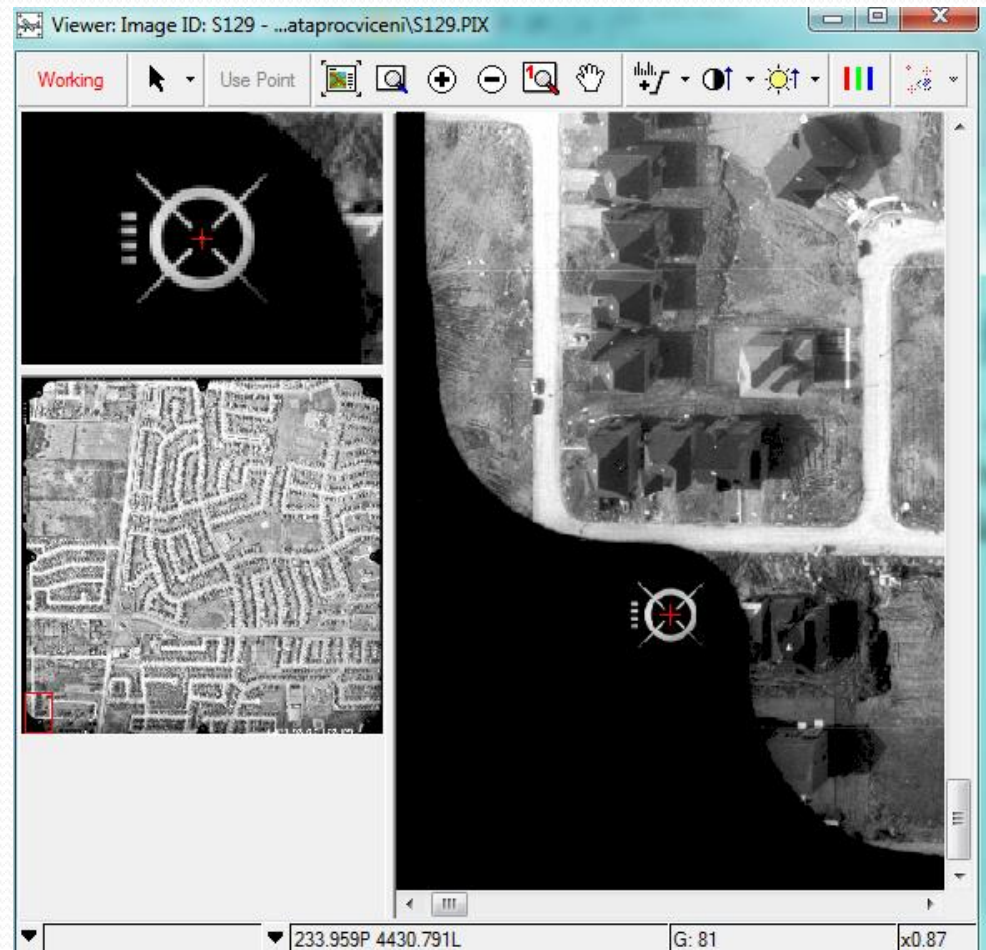 Viewer: Image ID: S129 - ...ataprocviceni\S129.PIX
Working
Use Point
233.959P 4430.791L
G: 81
x0.87